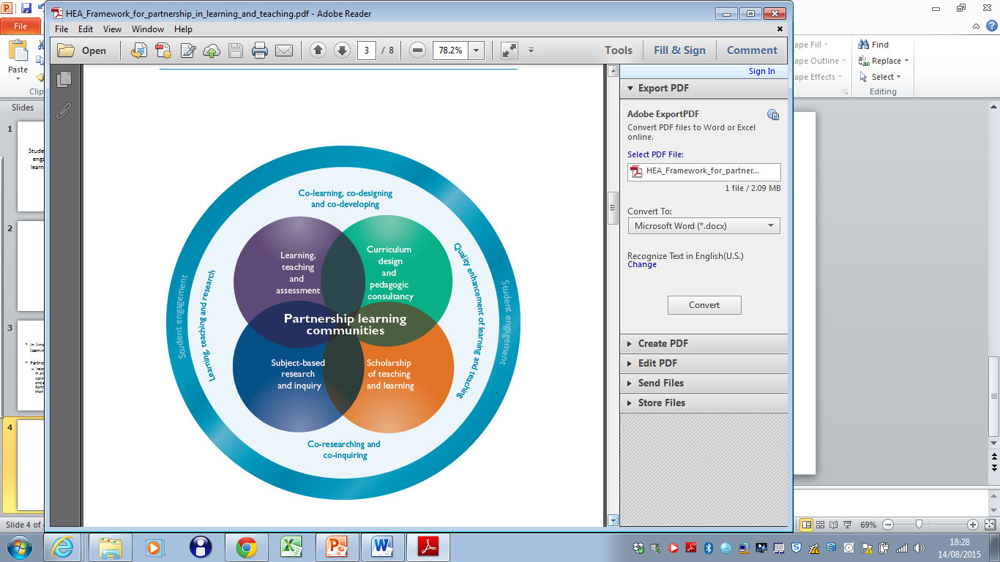 HEA_Framework_for_partnership_in_learning_and_teaching.pdf - Adobe Reader
File
File Edit View Window Help
Open
3 / 8
78.2%
Tools
Fill & Sign
Comment
Paste
Slides
Sign In
Export PDF
Adobe ExportPDF
Convert PDF files to Word or Excel
online.
Select PDF File:
HEA_Framework_for_partner...
1 file / 2.09 MB
Convert To:
Microsoft Word (*.docx)
Recognize Text in English(U.S.)
Change
Convert
Create PDF
Edit PDF
Send Files
Store Files
Co-learning, co-designing
and co-developing
Learning,
teaching
and
assessment
Curriculum
design
and
pedagogic
consultancy
Student engagement
Learning, teaching and research
Quality enhancement of learning and teaching
Student engagement
Partnership learning
communities
Subject-based
research
and inquiry
Scholarship
of teaching
and learning
Co-researching and
co-inquiring
Find
Replace
Select
Editing
ape Fill
ape Outline
ape Effects
1
2
3
4
Slide 4 of
69%
18:28
14/08/2015